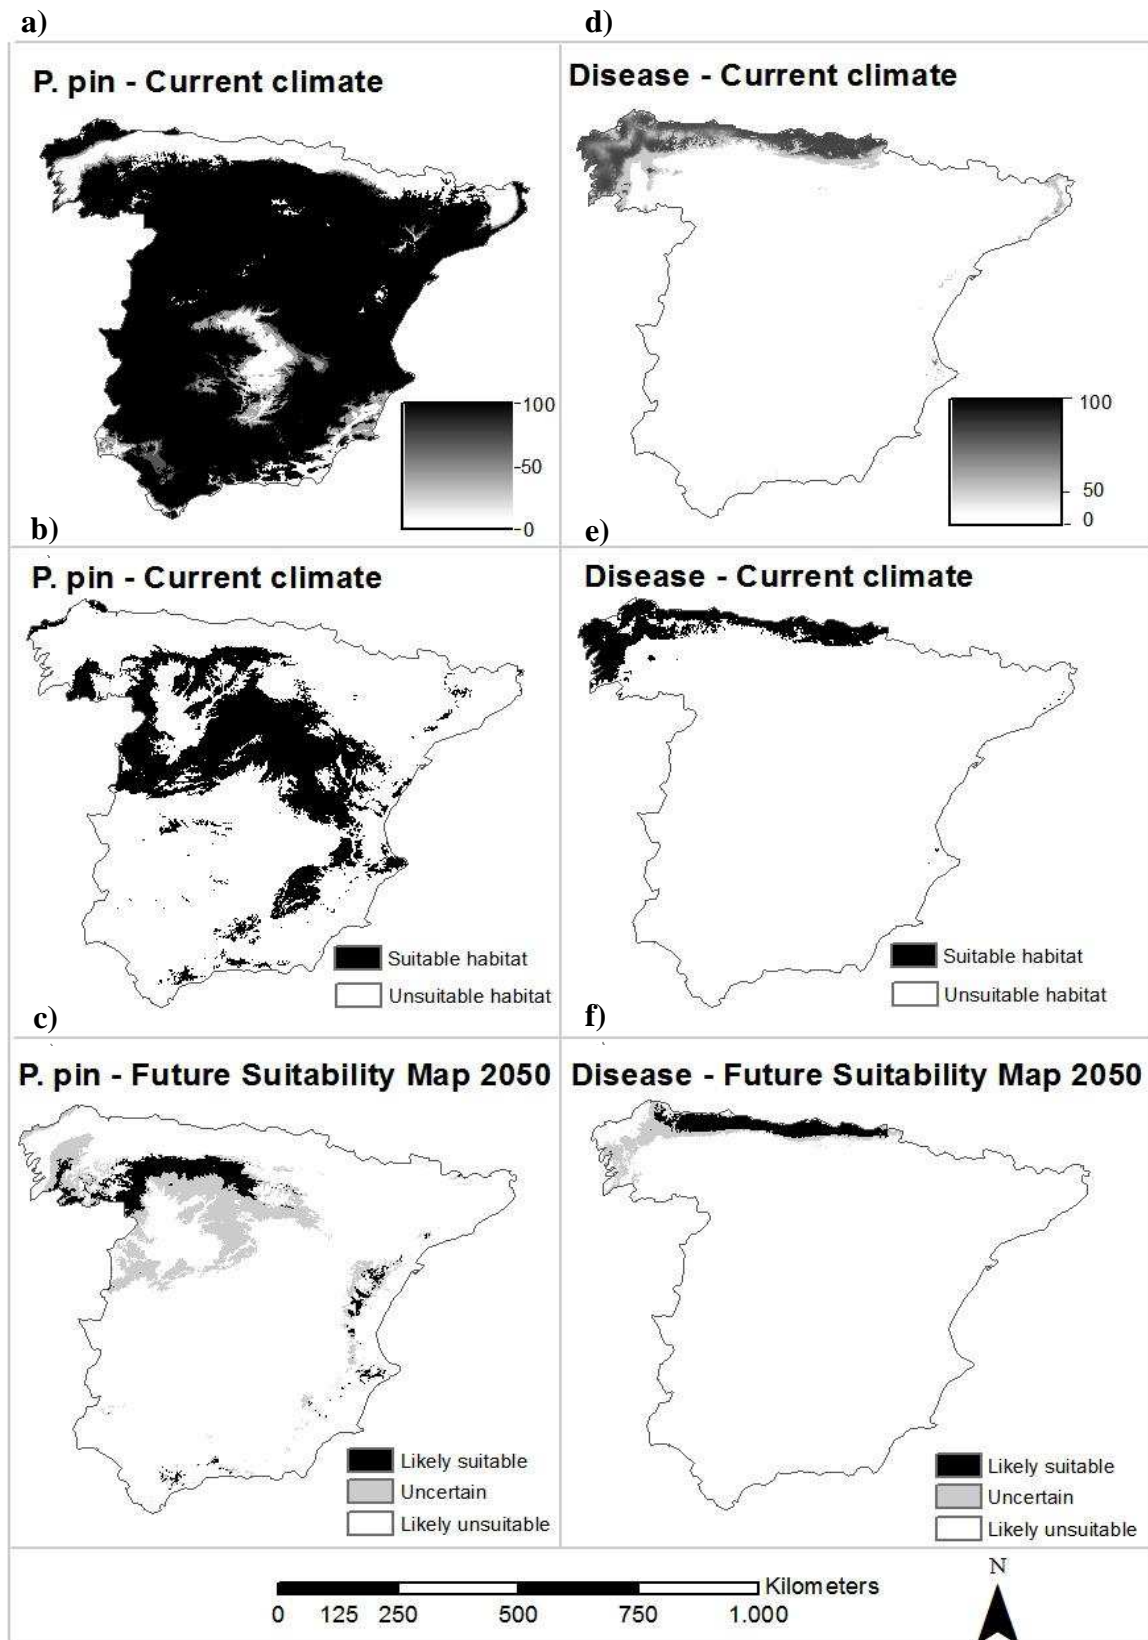 a)
d)
P. pin - Current climate
Disease - Current climate
100
50
0
100
50
0
b)
e)
P. pin - Current climate
Disease - Current climate
Suitable habitat
Unsuitable habitat
Suitable habitat
Unsuitable habitat
c)
f)
P. pin - Future Suitability Map 2050
Disease - Future Suitability Map 2050
Likely suitable
Uncertain
Likely unsuitable
Likely suitable
Uncertain
Likely unsuitable
Kilometers
0 125 250 500 750 1.000
N